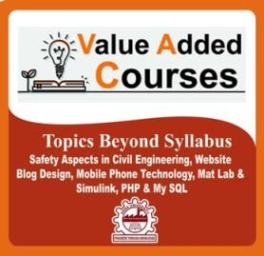 Value Added
Courses
Topics Beyond Syllabus
Safety Aspects in Civil Engineering, Website
Blog Design, Mobile Phone Technology, Mat Lab &
Simulink, PHP & My SQL